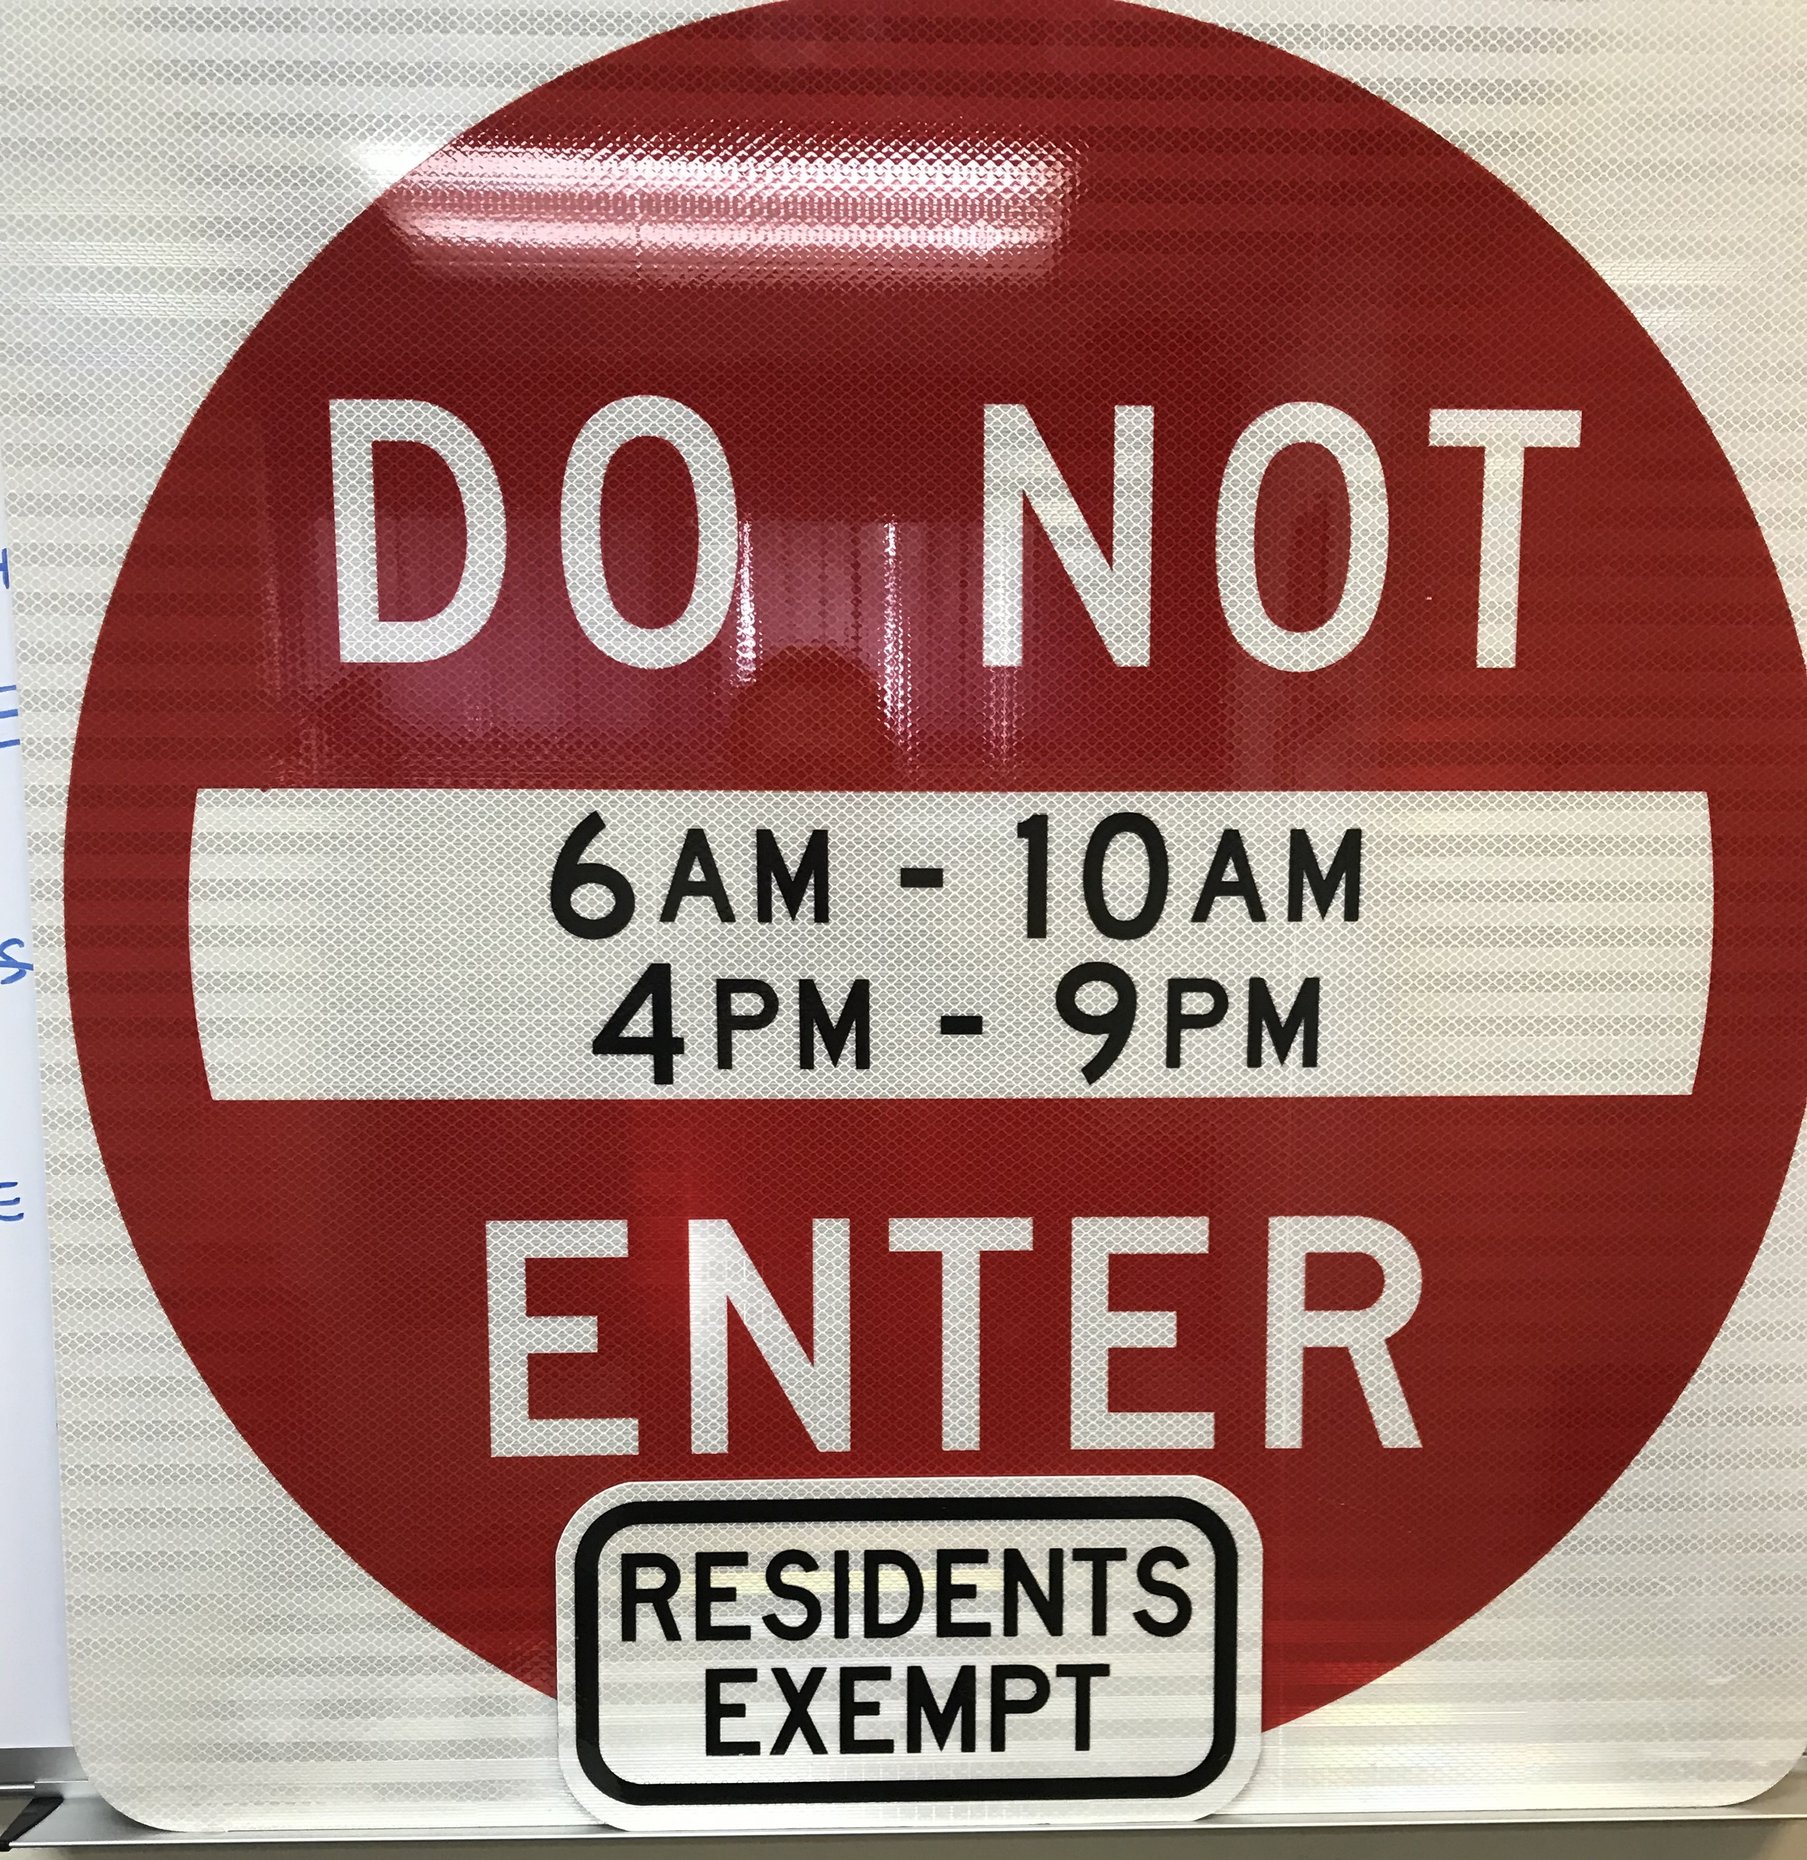 DO NOT
6AM - 10AM
4PM - 9PM
ENTER
RESIDENTS
EXEMPT